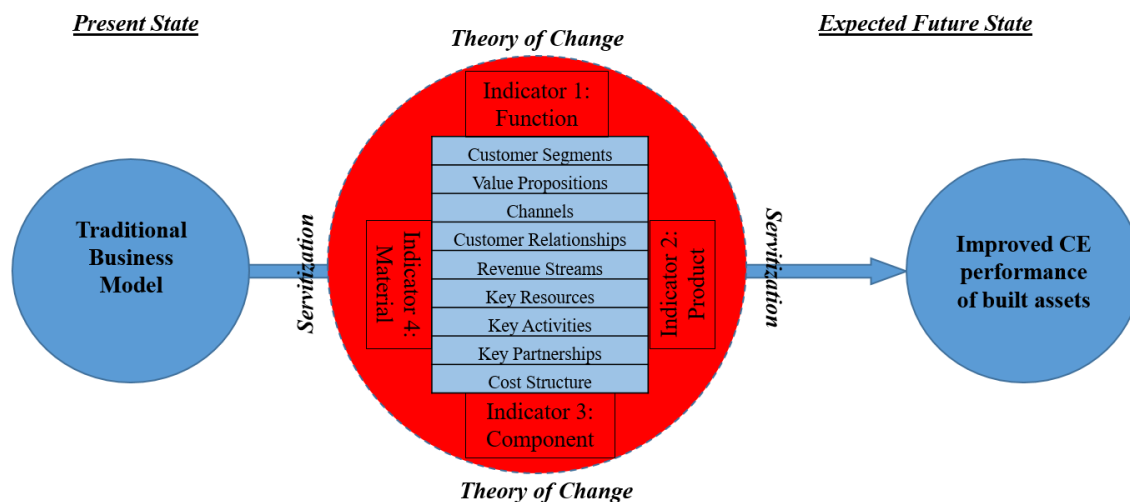 Present State
Expected Future State
Theory of Change
Indicator 1:
Function
Customer Segments
Value Propositions
Channels
Customer Relationships
Revenue Streams
Key Resources
Key Activities
Key Partnerships
Cost Structure
Traditional
Business
Model
Servitization
Indicator 4:
Material
Indicator 2:
Product
Servitization
Improved CE
performance
of built assets
Indicator 3:
Component
Theory of Change